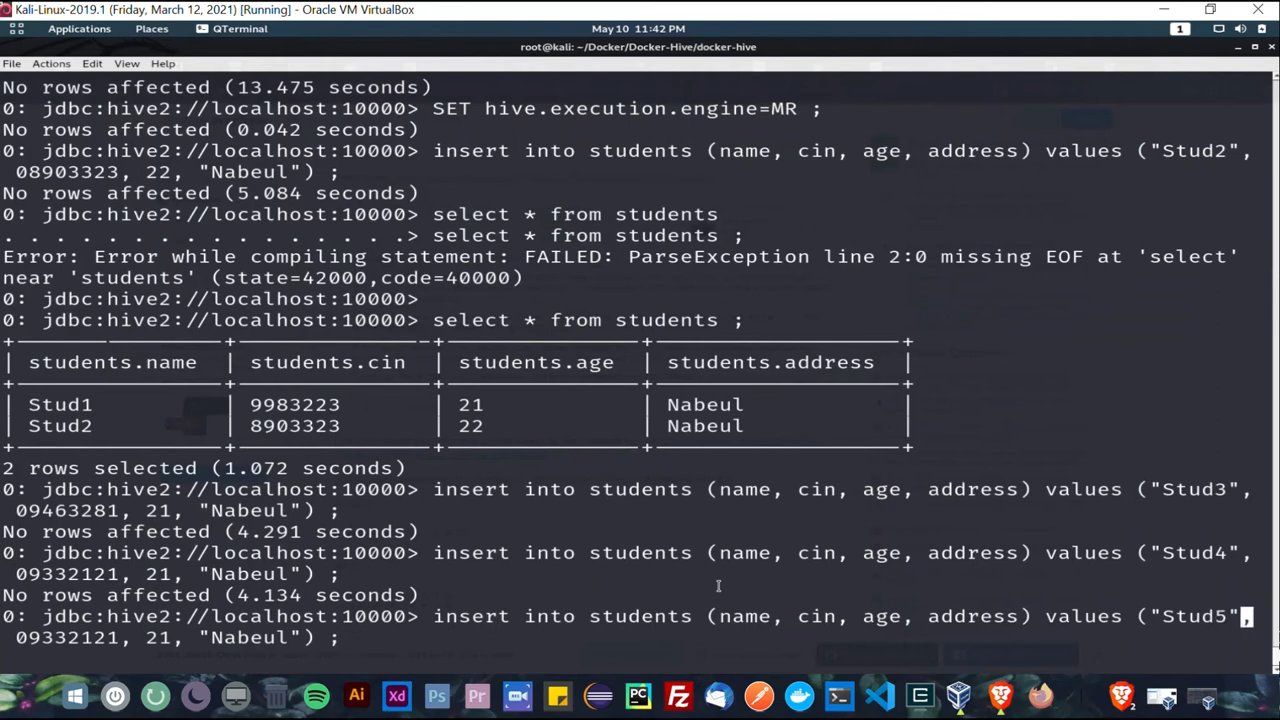 Kali-Linux-2019.1 (Friday, March 12, 2021) [Running] - Oracle VM VirtualBox
Applications Places QTerminal May 10 11:42 PM 1
root@kali: ~/Docker/Docker-Hive/docker-hive
File Actions Edit View Help
No rows affected (13.475 seconds)
0: jdbc:hive2://localhost:10000> SET hive.execution.engine=MR ;
No rows affected (0.042 seconds)
0: jdbc:hive2://localhost:10000> insert into students (name, cin, age, address) values ("Stud2",
08903323, 22, "Nabeul") ;
No rows affected (5.084 seconds)
0: jdbc:hive2://localhost:10000> select * from students
. . . . . . . . . . . . . . . .> select * from students ;
Error: Error while compiling statement: FAILED: ParseException line 2:0 missing EOF at 'select'
near 'students' (state=42000,code=40000)
0: jdbc:hive2://localhost:10000>
0: jdbc:hive2://localhost:10000> select * from students ;
| students.name | students.cin | students.age | students.address |
| Stud1 | 9983223 | 21 | Nabeul |
| Stud2 | 8903323 | 22 | Nabeul |
2 rows selected (1.072 seconds)
0: jdbc:hive2://localhost:10000> insert into students (name, cin, age, address) values ("Stud3",
09463281, 21, "Nabeul") ;
No rows affected (4.291 seconds)
0: jdbc:hive2://localhost:10000> insert into students (name, cin, age, address) values ("Stud4",
09332121, 21, "Nabeul") ;
No rows affected (4.134 seconds)
0: jdbc:hive2://localhost:10000> insert into students (name, cin, age, address) values ("Stud5",
09332121, 21, "Nabeul") ;
Ai Xd Ps Pr PC FZ